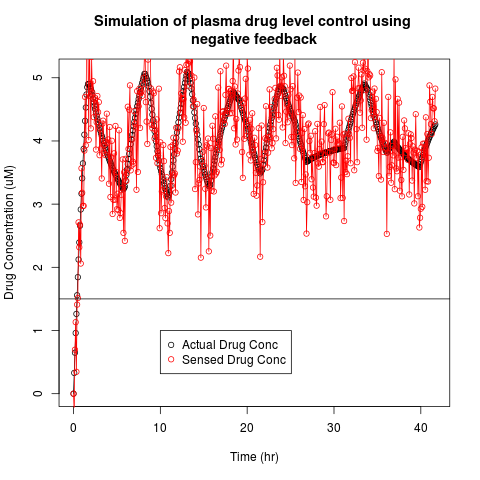 Simulation of plasma drug level control using
negative feedback
Drug Concentration (uM)
5
4
3
2
1
0
Actual Drug Conc
Sensed Drug Conc
0
10
20
30
40
Time (hr)